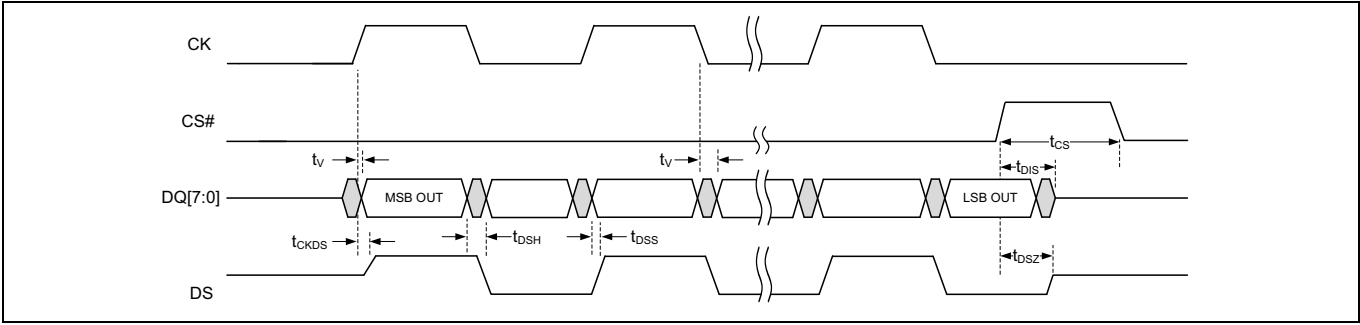 CK
CS#
tCS
tV tV tDIS
DQ[7:0] MSB OUT LSB OUT
tCKDS tDSH tDSS
tDSZ
DS